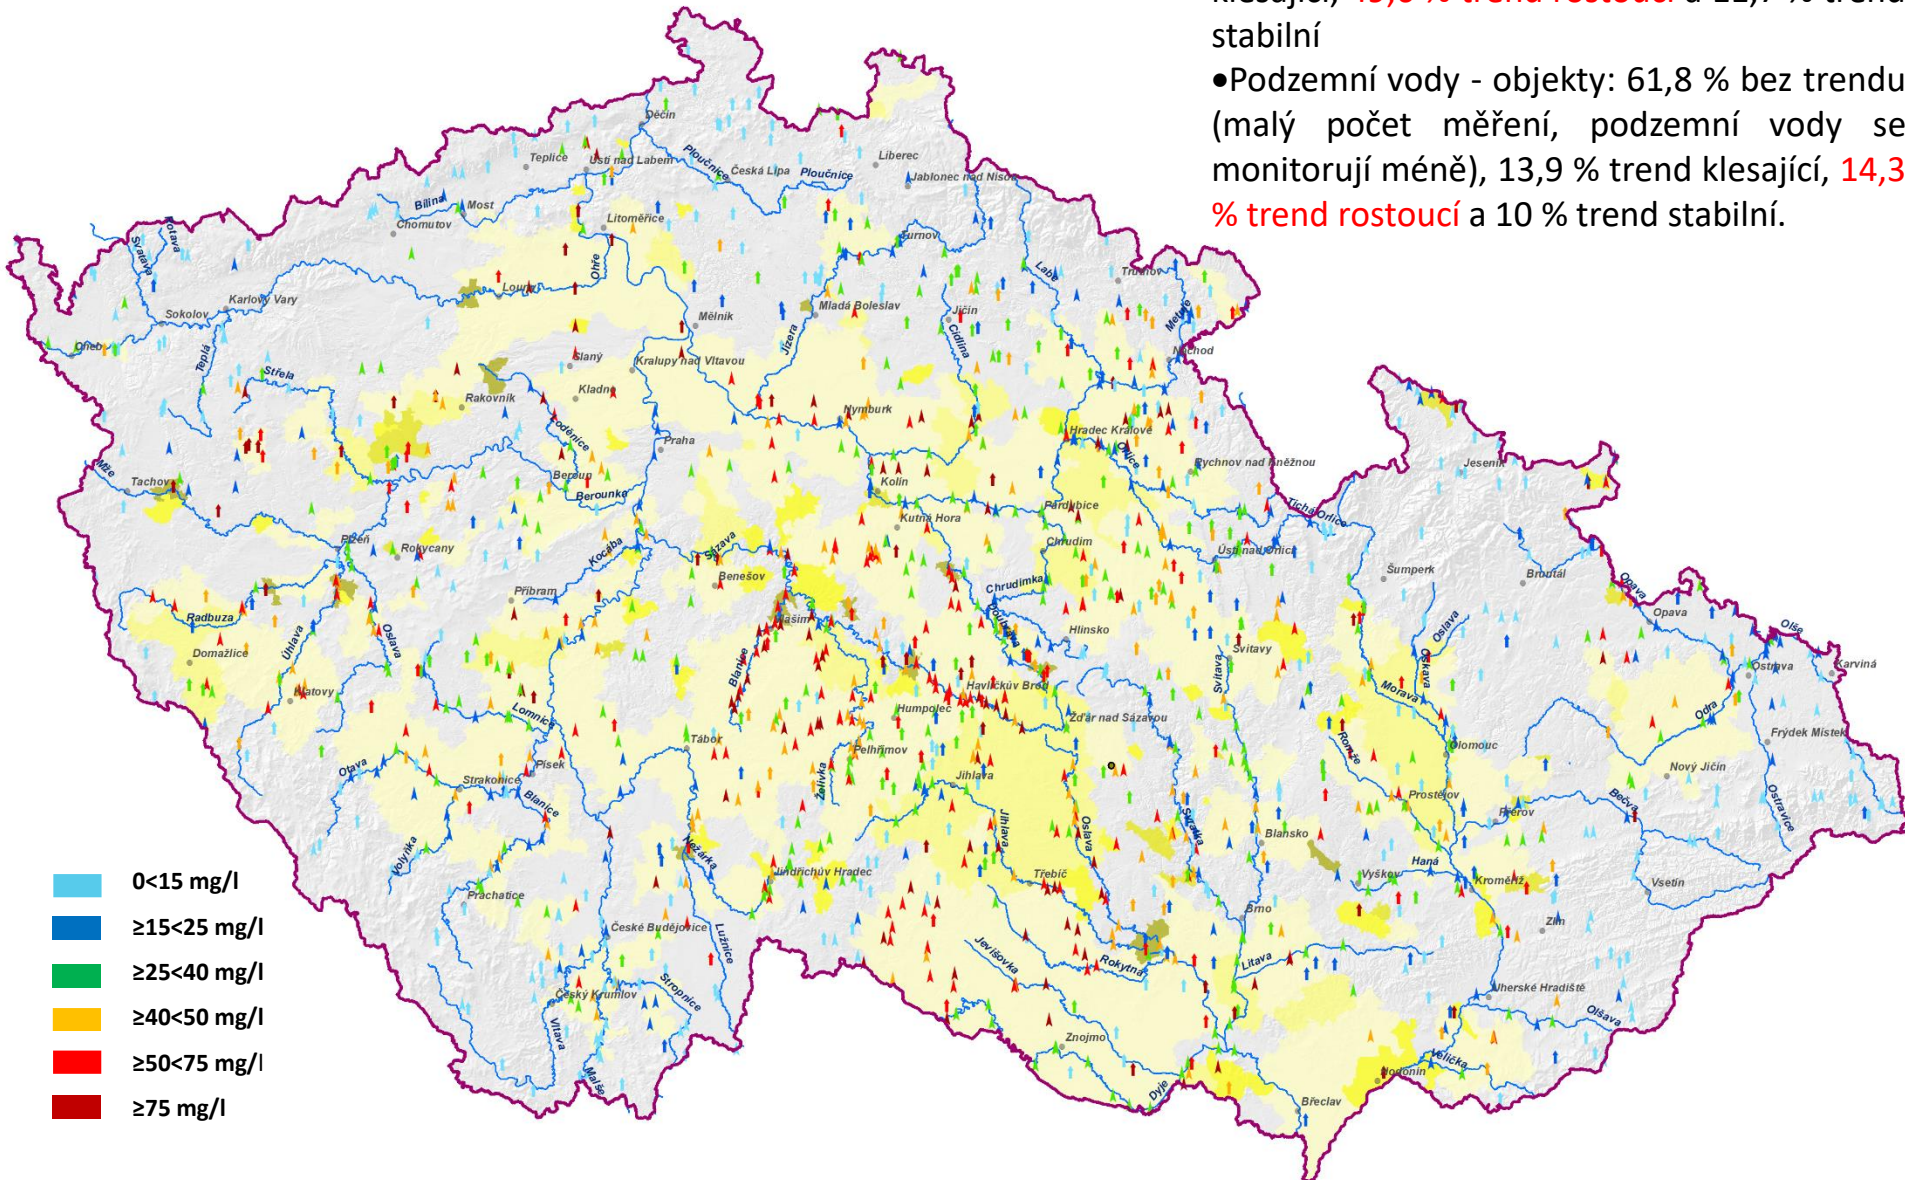 stabilní
•Podzemní vody - objekty: 61,8 % bez trendu
(malý počet měření, podzemní vody se
monitorují méně), 13,9 % trend klesající, 14,3
% trend rostoucí a 10 % trend stabilní.
Děčín
Teplice
Ústí nad Labem
Ploučnice
Česká Lípa
Ploučnice
Liberec
Jablonec nad Nisou
Bílina
Most
Chomutov
Litoměřice
Turnov
Svatava
Rotava
Ohře
Labe
Trutnov
Karlovy Vary
Sokolov
Louny
Mladá Boleslav
Jičín
Metuje
Mělník
Cheb
Teplá
Střela
Slaný
Kralupy nad Vltavou
Jizera
Cidlina
Náchod
Rakovník
Kladno
Nymburk
Loděnice
Praha
Hradec Králové
Orlice
Rychnov nad Kněžnou
Jeseník
Mže
Tachov
Beroun
Berounka
Kolín
Pardubice
Tichá Orlice
Kutná Hora
Plzeň
Rokycany
Kocába
Sázava
Chrudim
Ústí nad Orlicí
Benešov
Chrudimka
Šumperk
Bruntál
Opava
Příbram
Radbuza
Vlašim
Doubrava
Hlinsko
Oslava
Opava
Olše
Domažlice
Úhlava
Oslava
Blanice
Svitavy
Svitava
Oskava
Ostrava
Karviná
Klatovy
Lomnice
Havlíčkův Brod
Morava
Odra
Humpolec
Žďár nad Sázavou
Tábor
Pelhřimov
Romže
Olomouc
Frýdek Místek
Otava
Strakonice
Písek
Želivka
Jihlava
Nový Jičín
Blanice
Jihlava
Oslava
Svratka
Prostějov
Přerov
Bečva
Ostravice
Volyňka
Nežárka
Blansko
0<15 mg/l
Prachatice
Jindřichův Hradec
Třebíč
Vyškov
Haná
Kroměříž
Vsetín
≥15<25 mg/l
České Budějovice
Lužnice
Brno
Zlín
≥25<40 mg/l
Jevišovka
Rokytná
Litava
Český Krumlov
Stropnice
Uherské Hradiště
≥40<50 mg/l
Vltava
Olšava
≥50<75 mg/l
Malše
Znojmo
Dyje
Hodonín
Velička
≥75 mg/l
Břeclav